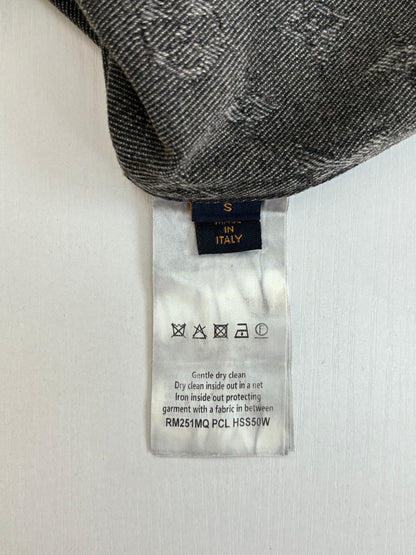 S
MADE
IN
ITALY
F
Gentle dry clean
Dry clean inside out in a net
Iron inside out protecting
garment with a fabric in between
RM251MQ PCL HSS50W